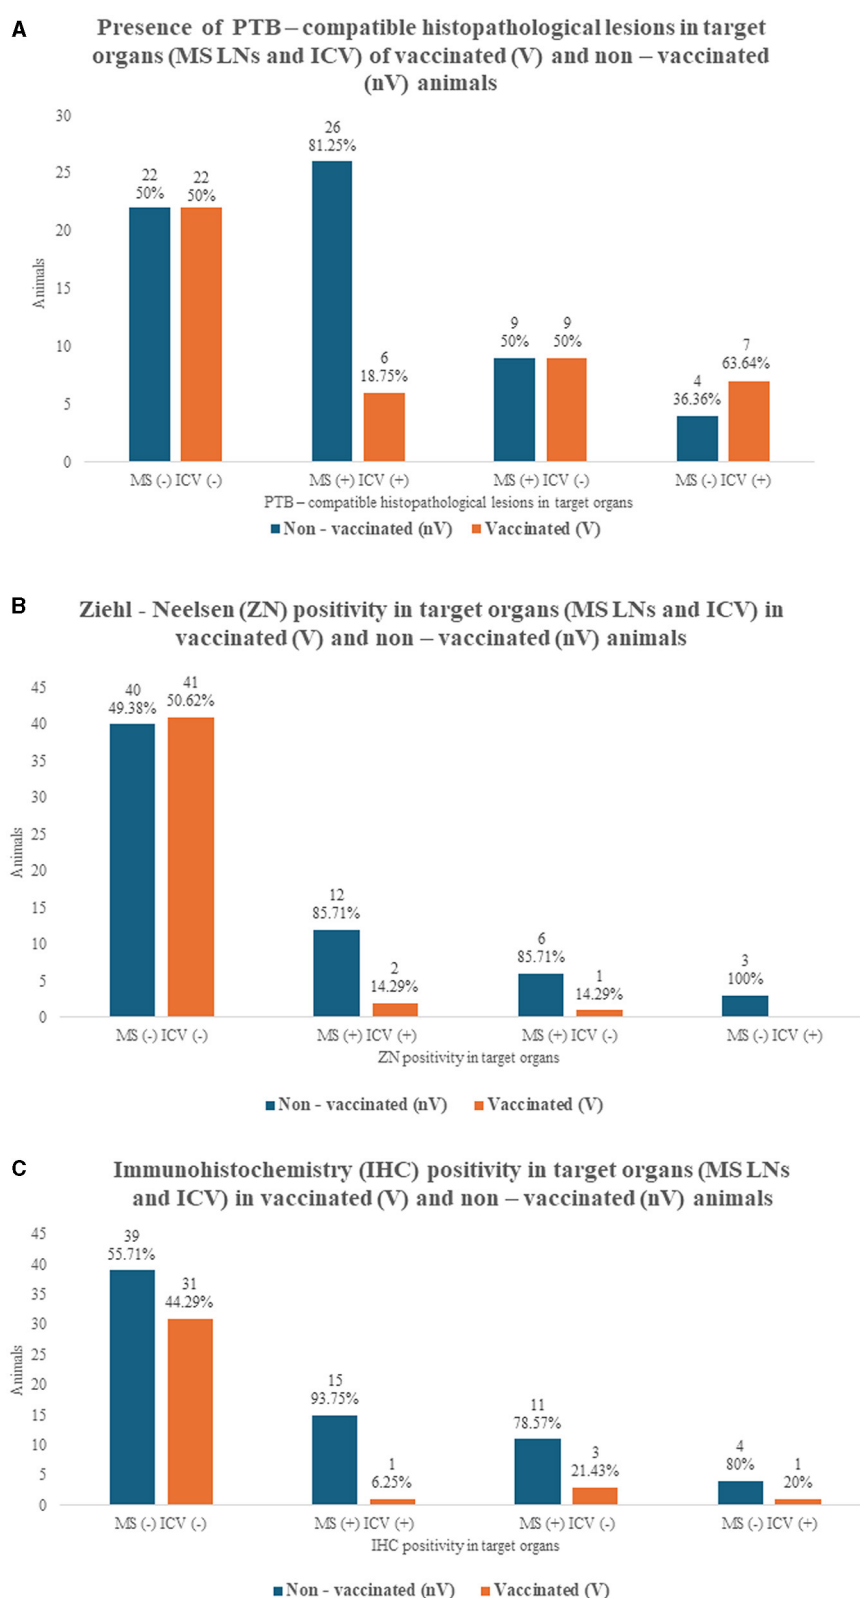 A
Presence of PTB – compatible histopathological lesions in target
organs (MS LNs and ICV) of vaccinated (V) and non – vaccinated
(nV) animals
30
25
20
15
10
5
0
Animals
22
50%
22
50%
26
81.25%
6
18.75%
9
50%
9
50%
4
36.36%
7
63.64%
MS (-) ICV (-)
MS (+) ICV (+)
MS (+) ICV (-)
MS (-) ICV (+)
PTB – compatible histopathological lesions in target organs
Non - vaccinated (nV)
Vaccinated (V)
B
Ziehl - Neelsen (ZN) positivity in target organs (MS LNs and ICV) in
vaccinated (V) and non – vaccinated (nV) animals
45
40
35
30
25
20
15
10
5
0
Animals
40
49.38%
41
50.62%
12
85.71%
2
14.29%
6
85.71%
1
14.29%
3
100%
MS (-) ICV (-)
MS (+) ICV (+)
MS (+) ICV (-)
MS (-) ICV (+)
ZN positivity in target organs
Non - vaccinated (nV)
Vaccinated (V)
C
Immunohistochemistry (IHC) positivity in target organs (MS LNs
and ICV) in vaccinated (V) and non – vaccinated (nV) animals
45
40
35
30
25
20
15
10
5
0
Animals
39
55.71%
31
44.29%
15
93.75%
1
6.25%
11
78.57%
3
21.43%
4
80%
1
20%
MS (-) ICV (-)
MS (+) ICV (+)
MS (+) ICV (-)
MS (-) ICV (+)
IHC positivity in target organs
Non - vaccinated (nV)
Vaccinated (V)